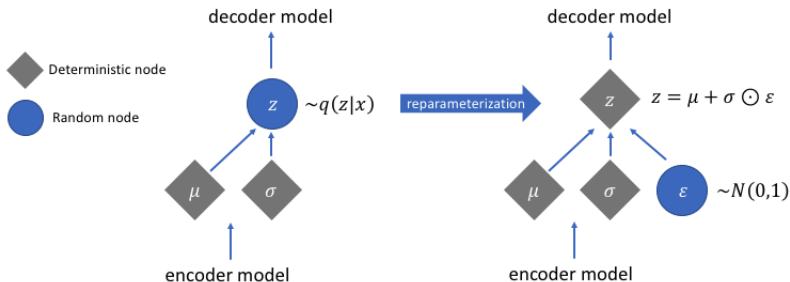 decoder model
decoder model
Deterministic node
Random node
z
~q(z|x)
reparameterization
z
z = μ + σ ⊙ ε
μ
σ
μ
σ
ε
~N(0,1)
encoder model
encoder model